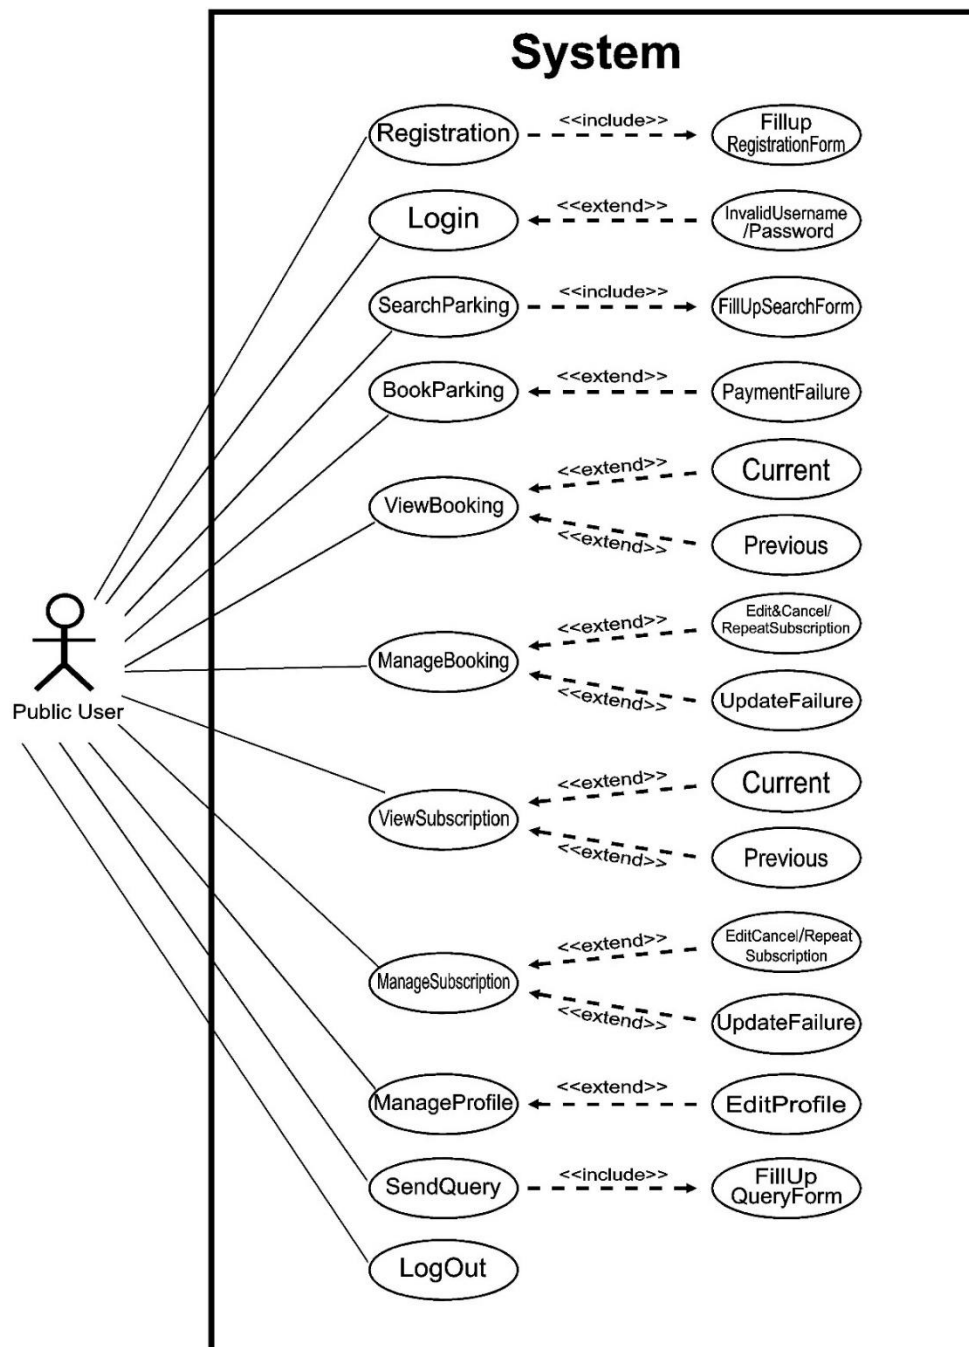 System
Registration
<<include>>
Fillup
RegistrationForm
Login
<<extend>>
InvalidUsername
/Password
SearchParking
<<include>>
FillUpSearchForm
BookParking
<<extend>>
PaymentFailure
ViewBooking
<<extend>>
Current
<<extend>>
Previous
Public User
ManageBooking
<<extend>>
Edit&Cancel/
RepeatSubscription
<<extend>>
UpdateFailure
ViewSubscription
<<extend>>
Current
<<extend>>
Previous
ManageSubscription
<<extend>>
EditCancel/Repeat
Subscription
<<extend>>
UpdateFailure
ManageProfile
<<extend>>
EditProfile
SendQuery
<<include>>
FillUp
QueryForm
LogOut